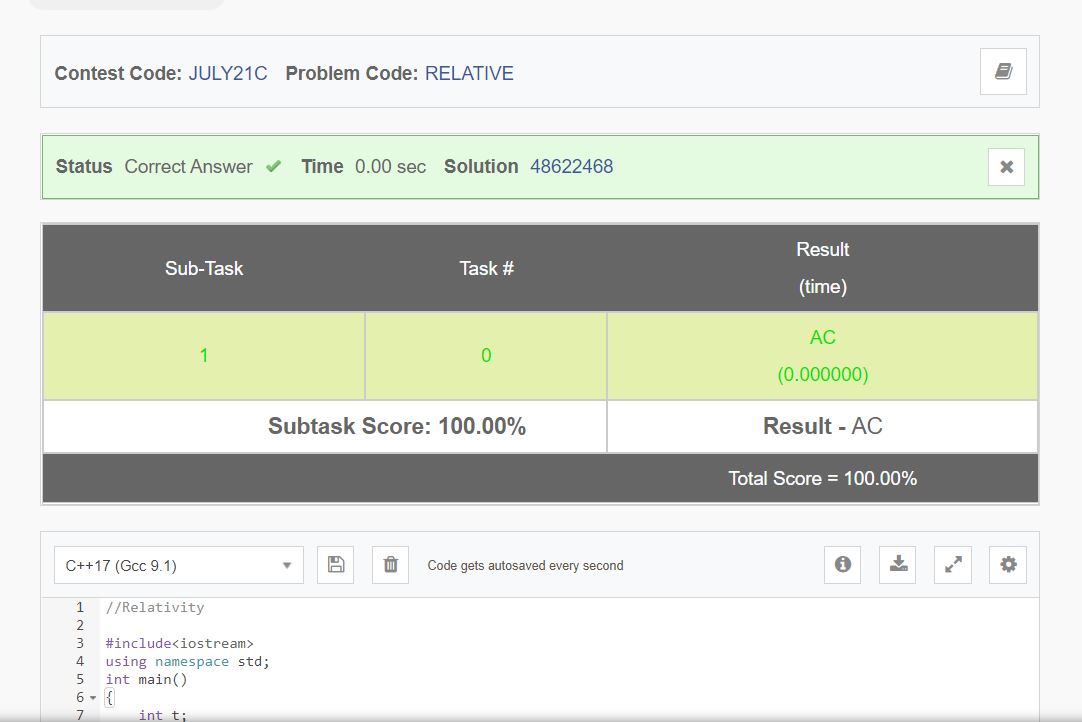 Contest Code: JULY21C Problem Code: RELATIVE
Status Correct Answer Time 0.00 sec Solution 48622468
Sub-Task Task # Result
(time)
1 0 AC
(0.000000)
Subtask Score: 100.00% Result - AC
Total Score = 100.00%
C++17 (Gcc 9.1) Code gets autosaved every second
1 //Relativity
2
3 #include<iostream>
4 using namespace std;
5 int main()
6 {
7 int t;